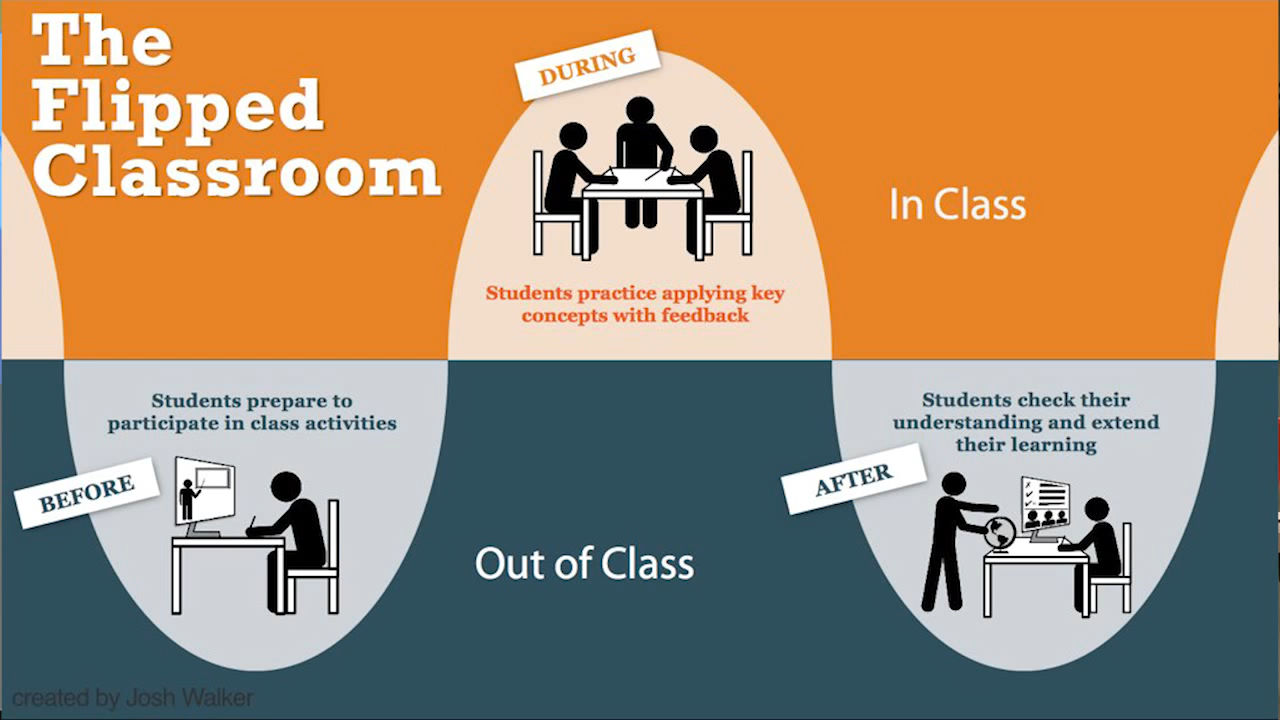 The
Flipped
Classroom
DURING
In Class
Students practice applying key
concepts with feedback
Students prepare to
participate in class activities
BEFORE
Out of Class
Students check their
understanding and extend
their learning
AFTER
created by Josh Walker